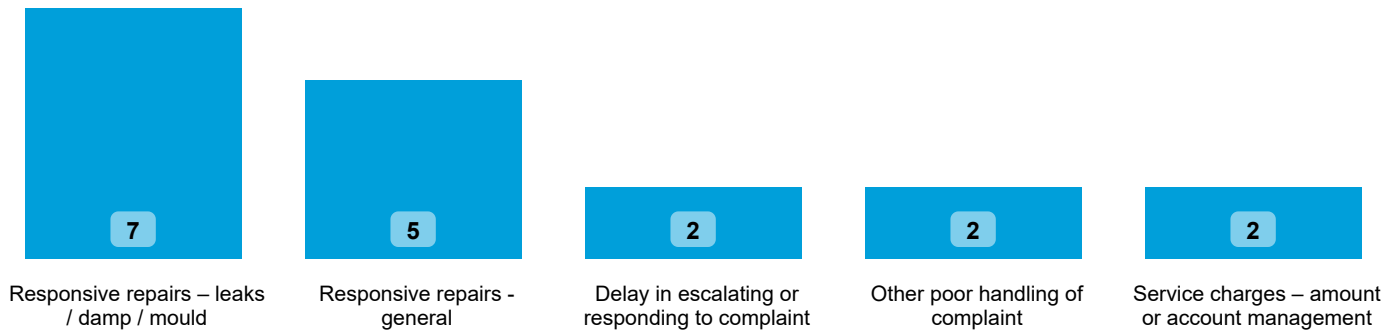 7
5
2
2
2
Responsive repairs – leaks
/ damp / mould
Responsive repairs -
general
Delay in escalating or
responding to complaint
Other poor handling of
complaint
Service charges – amount
or account management